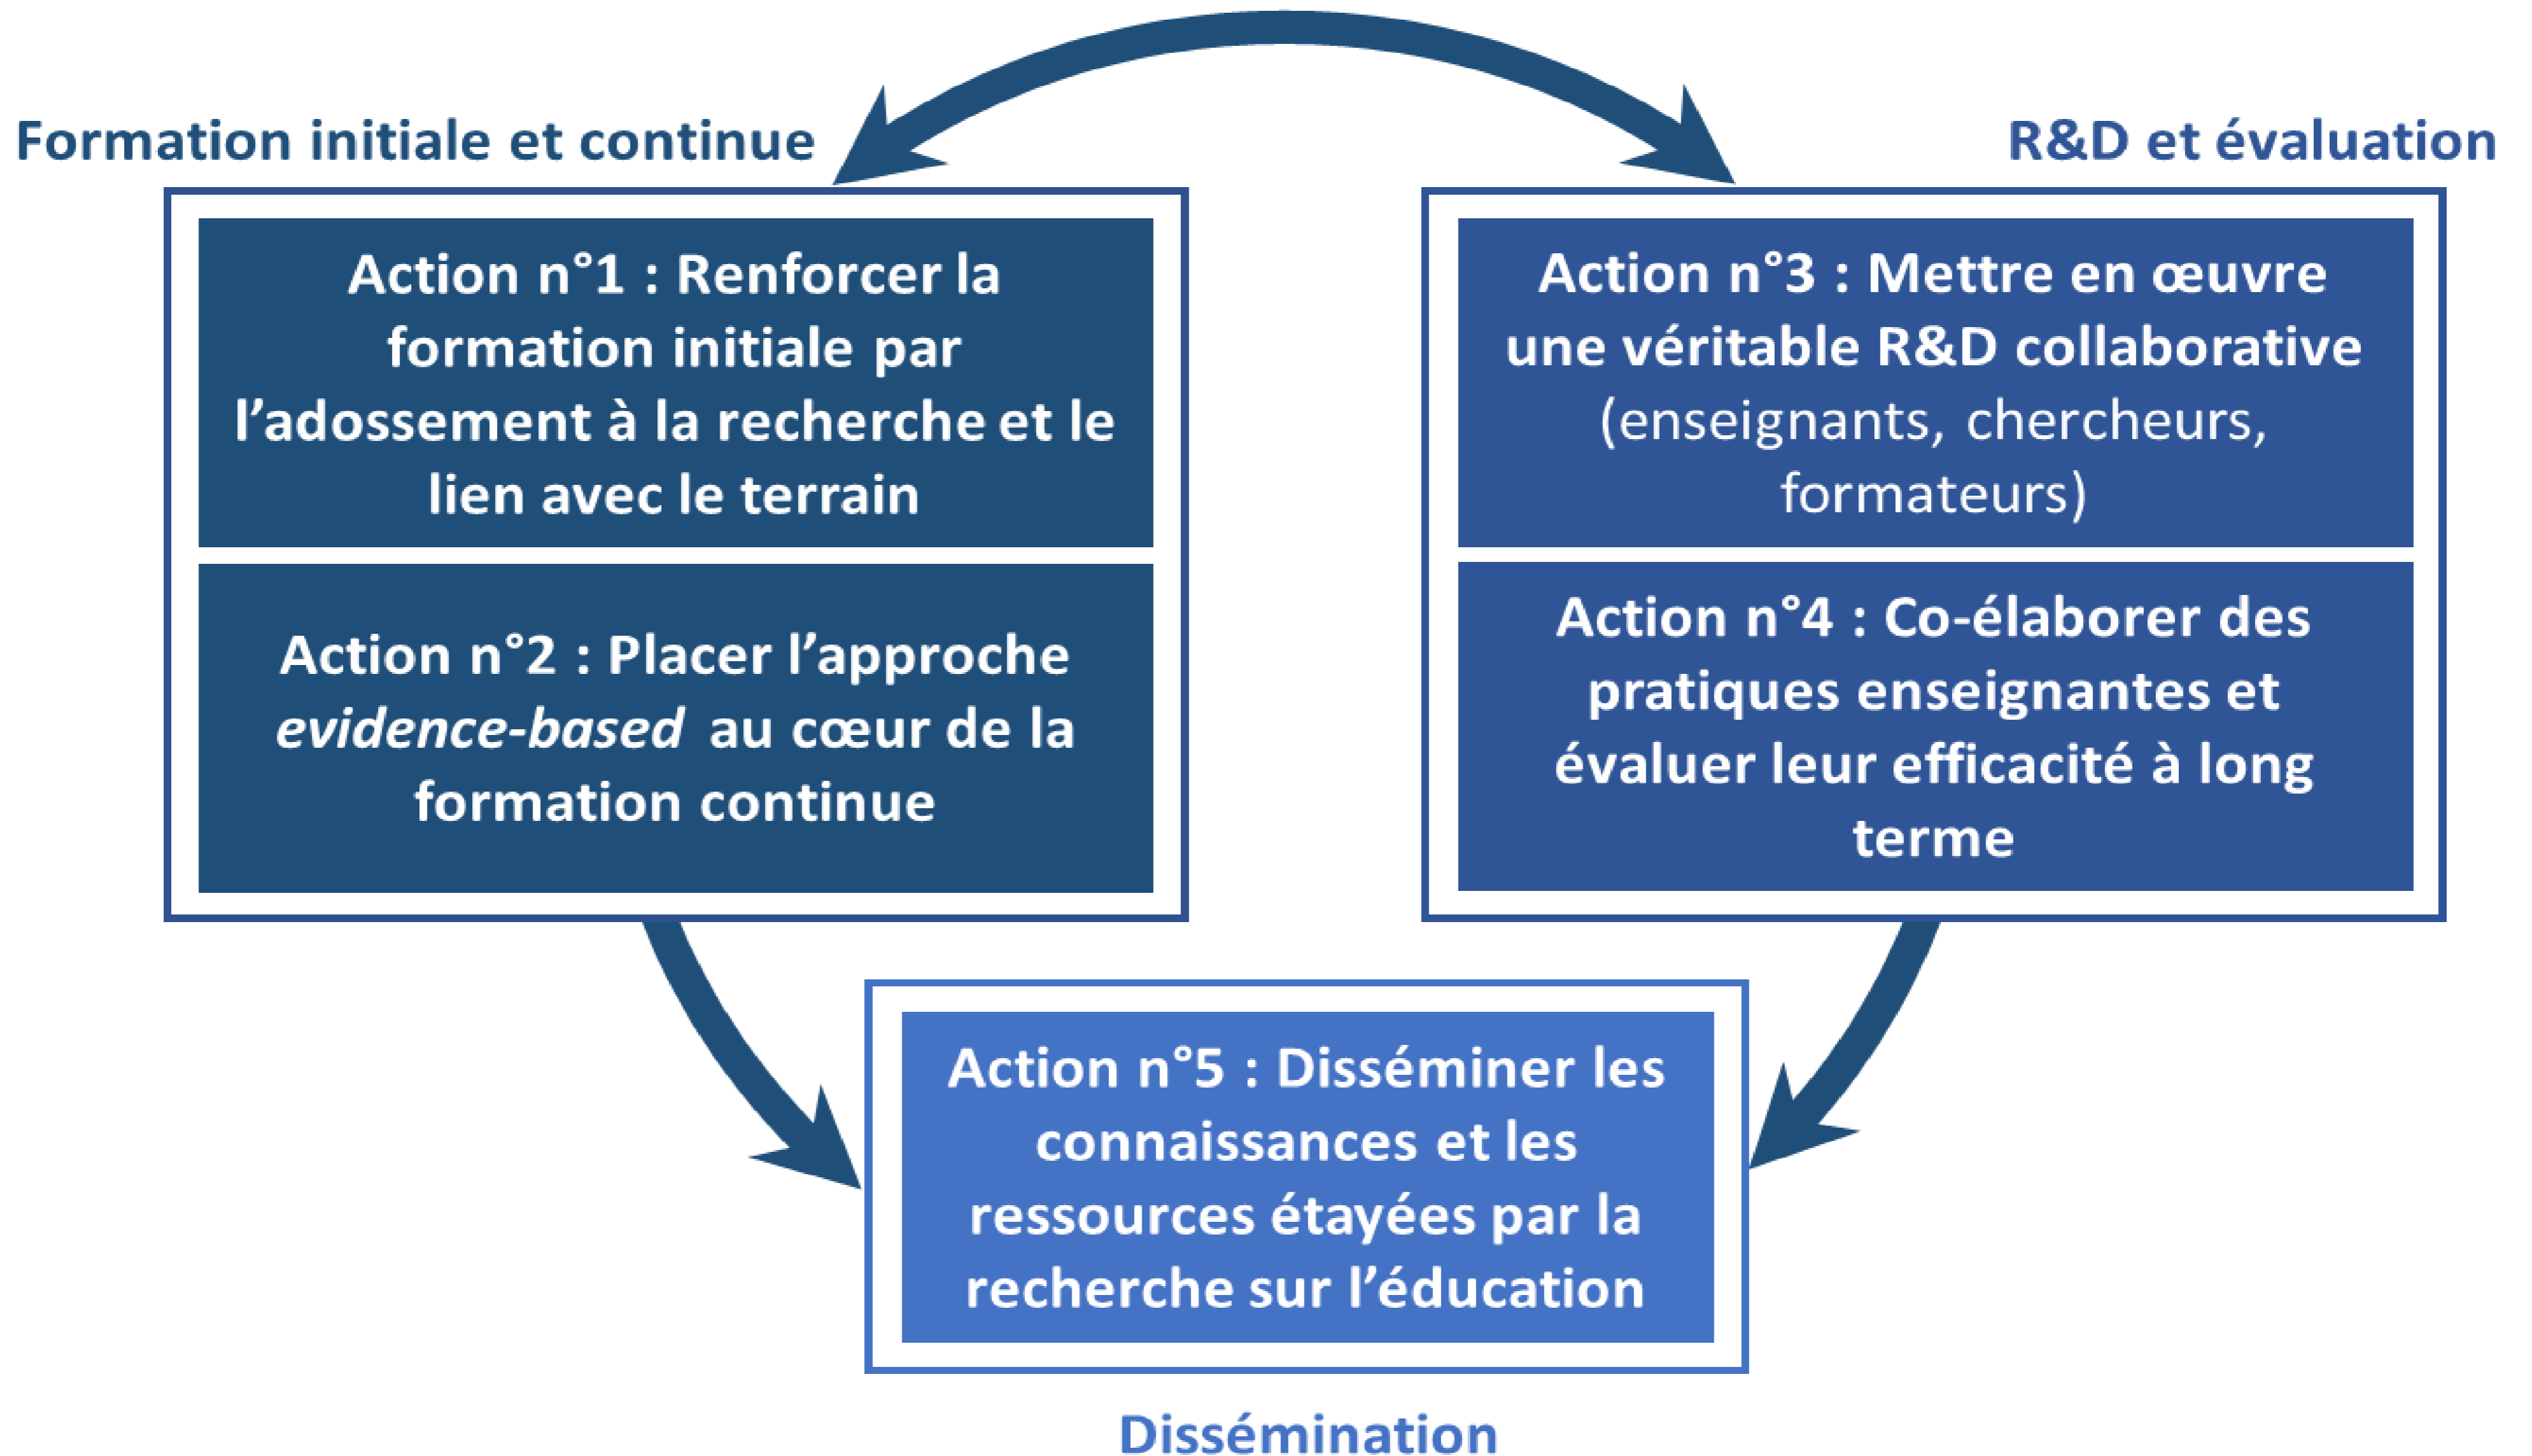 Formation initiale et continue
Action n°1 : Renforcer la
formation initiale par
l’adossement à la recherche et le
lien avec le terrain
Action n°2 : Placer l’approche
evidence-based au cœur de la
formation continue
R&D et évaluation
Action n°3 : Mettre en œuvre
une véritable R&D collaborative
(enseignants, chercheurs,
formateurs)
Action n°4 : Co-élaborer des
pratiques enseignantes et
évaluer leur efficacité à long
terme
Action n°5 : Disséminer les
connaissances et les
ressources étayées par la
recherche sur l’éducation
Dissémination